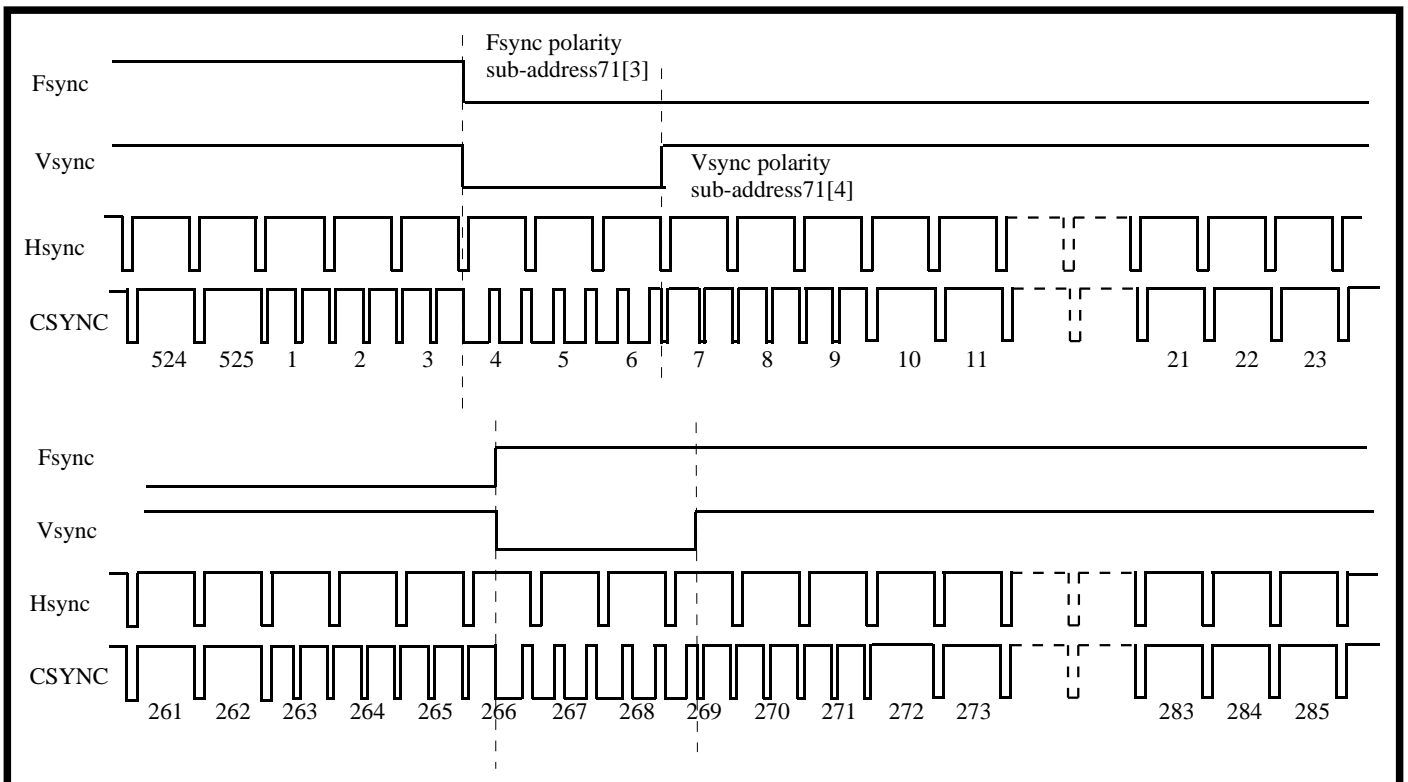 Fsync polarity
sub-address71[3]
Fsync
Vsync
Vsync polarity
sub-address71[4]
Hsync
CSYNC
524 525 1 2 3 4 5 6 7 8 9 10 11 21 22 23
Fsync
Vsync
Hsync
CSYNC
261 262 263 264 265 266 267 268 269 270 271 272 273 283 284 285